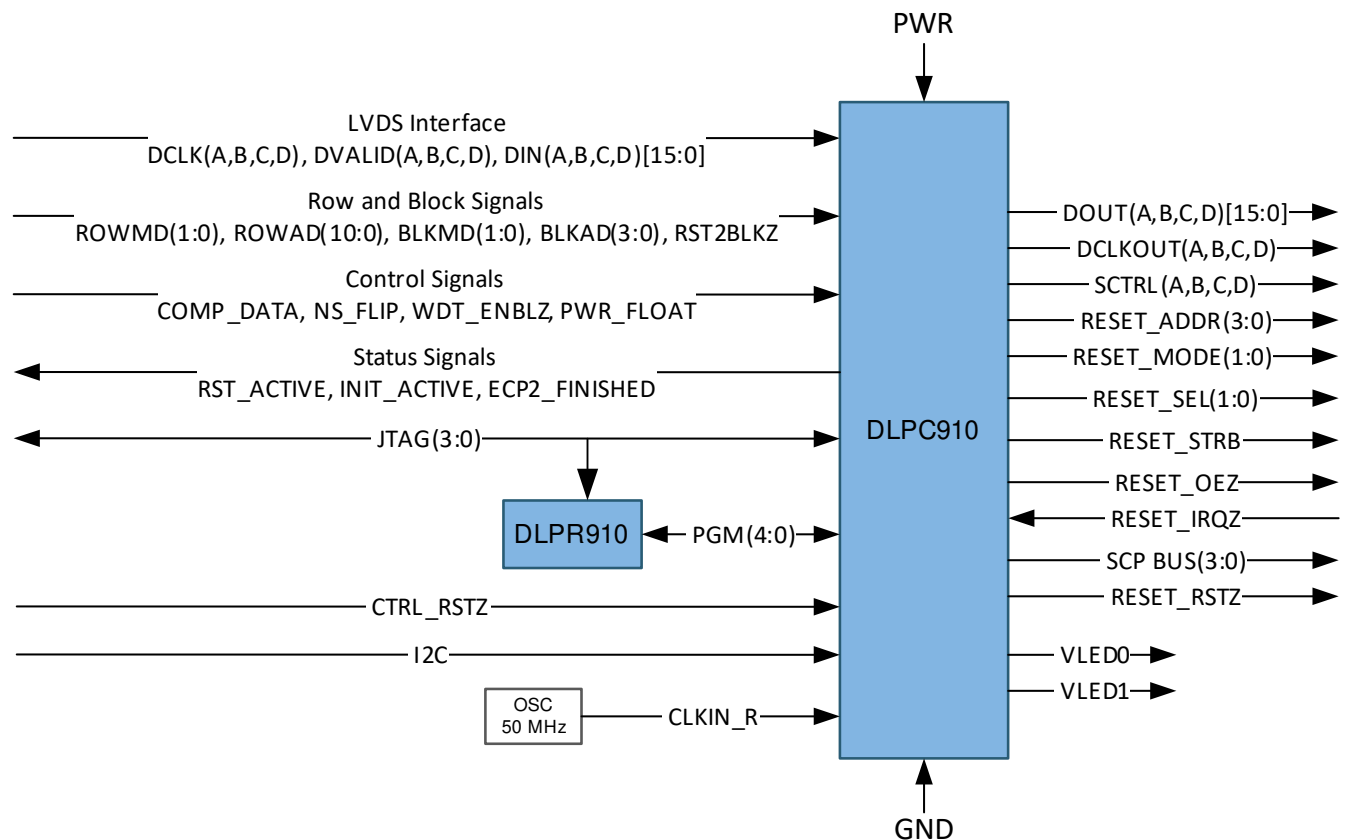 PWR
LVDS Interface
DCLK(A,B,C,D), DVALID(A,B,C,D), DIN(A,B,C,D)[15:0]
Row and Block Signals
ROWMD(1:0), ROWAD(10:0), BLKMD(1:0), BLKAD(3:0), RST2BLKZ
Control Signals
COMP_DATA, NS_FLIP, WDT_ENBLZ, PWR_FLOAT
Status Signals
RST_ACTIVE, INIT_ACTIVE, ECP2_FINISHED
JTAG(3:0)
DLPR910
PGM(4:0)
CTRL_RSTZ
I2C
OSC
50 MHz
CLKIN_R
DLPC910
DOUT(A,B,C,D)[15:0]
DCLKOUT(A,B,C,D)
SCTRL(A,B,C,D)
RESET_ADDR(3:0)
RESET_MODE(1:0)
RESET_SEL(1:0)
RESET_STRB
RESET_OEZ
RESET_IRQZ
SCP BUS(3:0)
RESET_RSTZ
VLED0
VLED1
GND